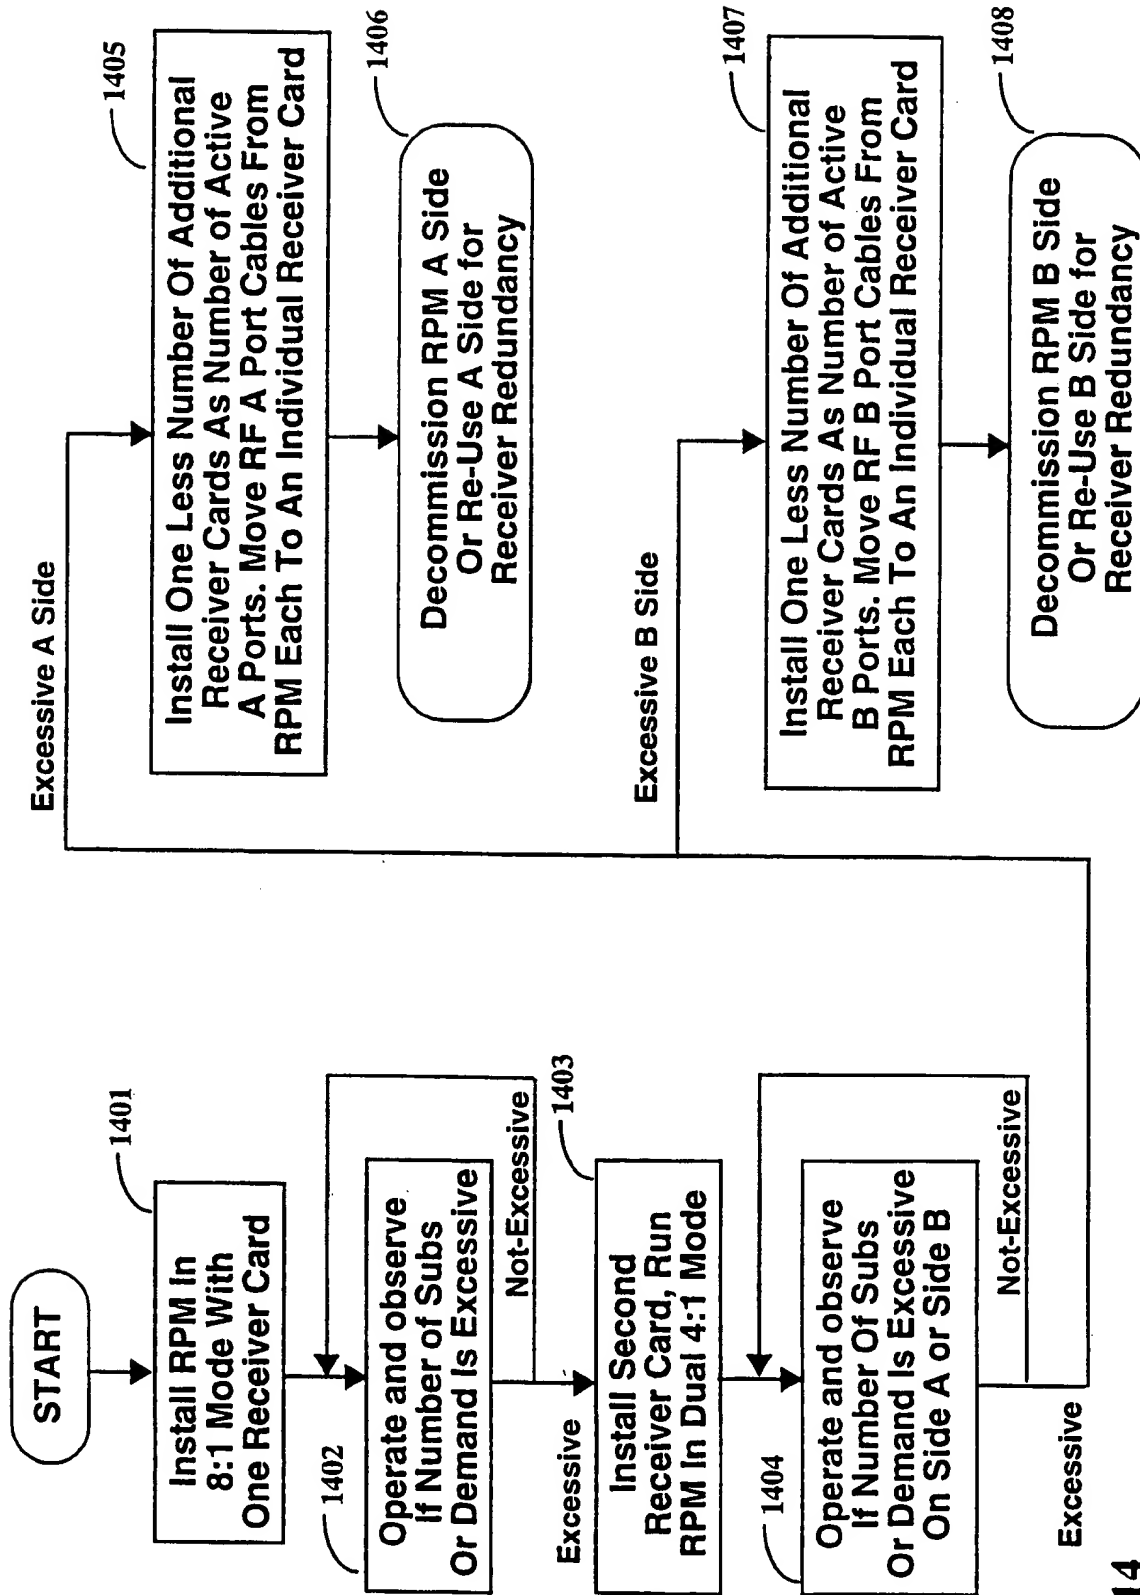 START
1401
Install RPM In
8:1 Mode With
One Receiver Card
1402
Operate and observe
If Number of Subs
Or Demand Is Excessive
Not-Excessive
Excessive
1403
Install Second
Receiver Card, Run
RPM In Dual 4:1 Mode
1404
Operate and observe
If Number Of Subs
Or Demand Is Excessive
On Side A or Side B
Not-Excessive
Excessive
Excessive A Side
1405
Install One Less Number Of Additional
Receiver Cards As Number of Active
A Ports. Move RF A Port Cables From
RPM Each To An Individual Receiver Card
1406
Decommission RPM A Side
Or Re-Use A Side for
Receiver Redundancy
Excessive B Side
1407
Install One Less Number Of Additional
Receiver Cards As Number of Active
B Ports. Move RF B Port Cables From
RPM Each To An Individual Receiver Card
1408
Decommission RPM B Side
Or Re-Use B Side for
Receiver Redundancy
14